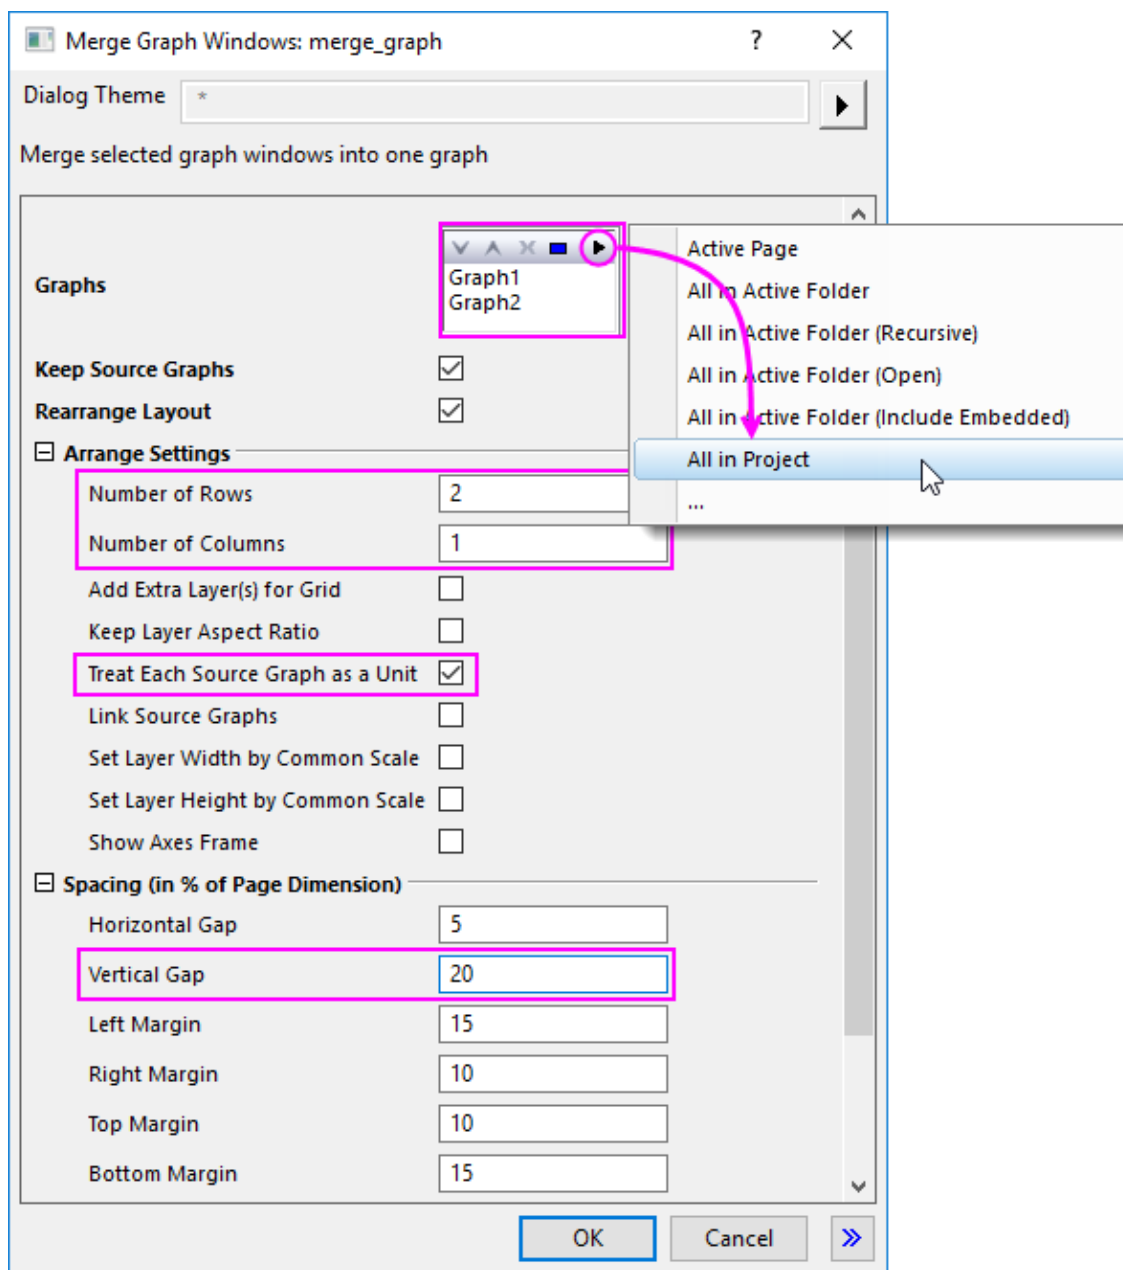 Merge Graph Windows: merge_graph ?
Dialog Theme *
Merge selected graph windows into one graph
Graphs
Graph1
Graph2
Active Page
All in Active Folder
All in Active Folder (Recursive)
All in Active Folder (Open)
All in Active Folder (Include Embedded)
All in Project
...
Keep Source Graphs
Rearrange Layout
Arrange Settings
Number of Rows 2
Number of Columns 1
Add Extra Layer(s) for Grid
Keep Layer Aspect Ratio
Treat Each Source Graph as a Unit
Link Source Graphs
Set Layer Width by Common Scale
Set Layer Height by Common Scale
Show Axes Frame
Spacing (in % of Page Dimension)
Horizontal Gap 5
Vertical Gap 20
Left Margin 15
Right Margin 10
Top Margin 10
Bottom Margin 15
OK Cancel